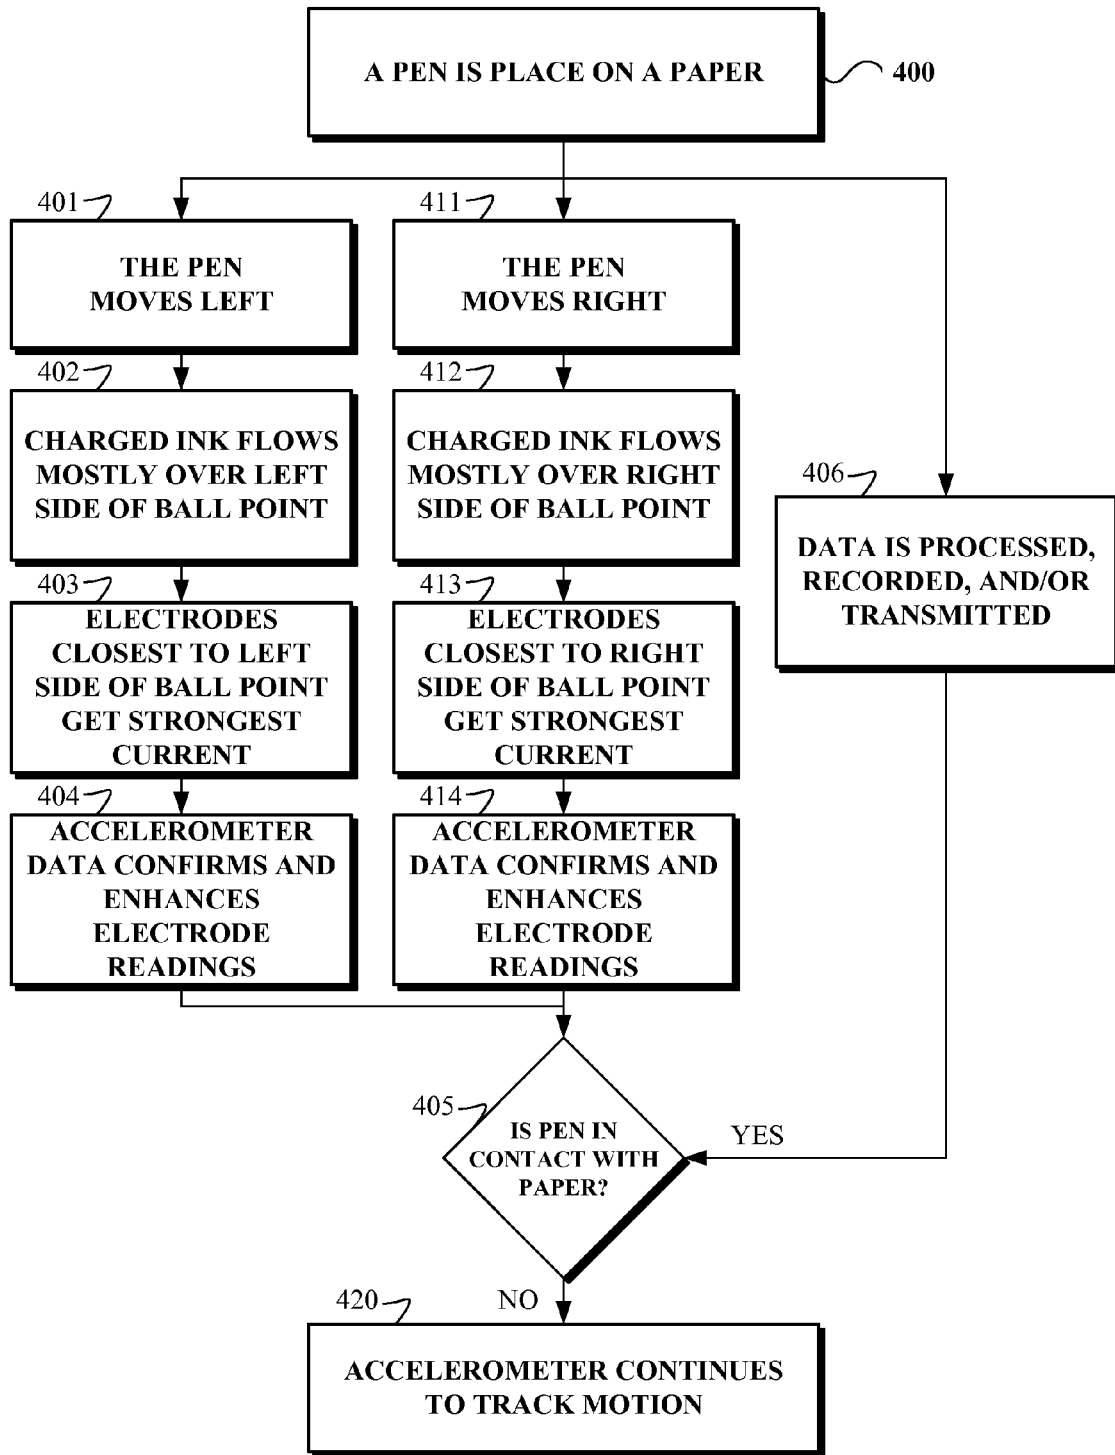 A PEN IS PLACE ON A PAPER
400
401
THE PEN
MOVES LEFT
411
THE PEN
MOVES RIGHT
402
CHARGED INK FLOWS
MOSTLY OVER LEFT
SIDE OF BALL POINT
412
CHARGED INK FLOWS
MOSTLY OVER RIGHT
SIDE OF BALL POINT
406
DATA IS PROCESSED,
RECORDED, AND/OR
TRANSMITTED
403
ELECTRODES
CLOSEST TO LEFT
SIDE OF BALL POINT
GET STRONGEST
CURRENT
413
ELECTRODES
CLOSEST TO RIGHT
SIDE OF BALL POINT
GET STRONGEST
CURRENT
404
ACCELEROMETER
DATA CONFIRMS AND
ENHANCES
ELECTRODE
READINGS
414
ACCELEROMETER
DATA CONFIRMS AND
ENHANCES
ELECTRODE
READINGS
405
IS PEN IN
CONTACT WITH
PAPER?
YES
NO
420
ACCELEROMETER CONTINUES
TO TRACK MOTION